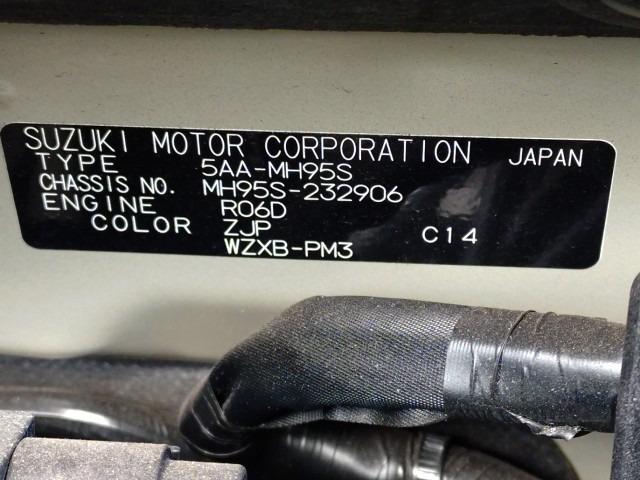 SUZUKI MOTOR CORPORATION JAPAN
TYPE 5AA-MH95S
CHASSIS NO. MH95S-232906
ENGINE R06D
COLOR ZJP C14
WZXB-PM3